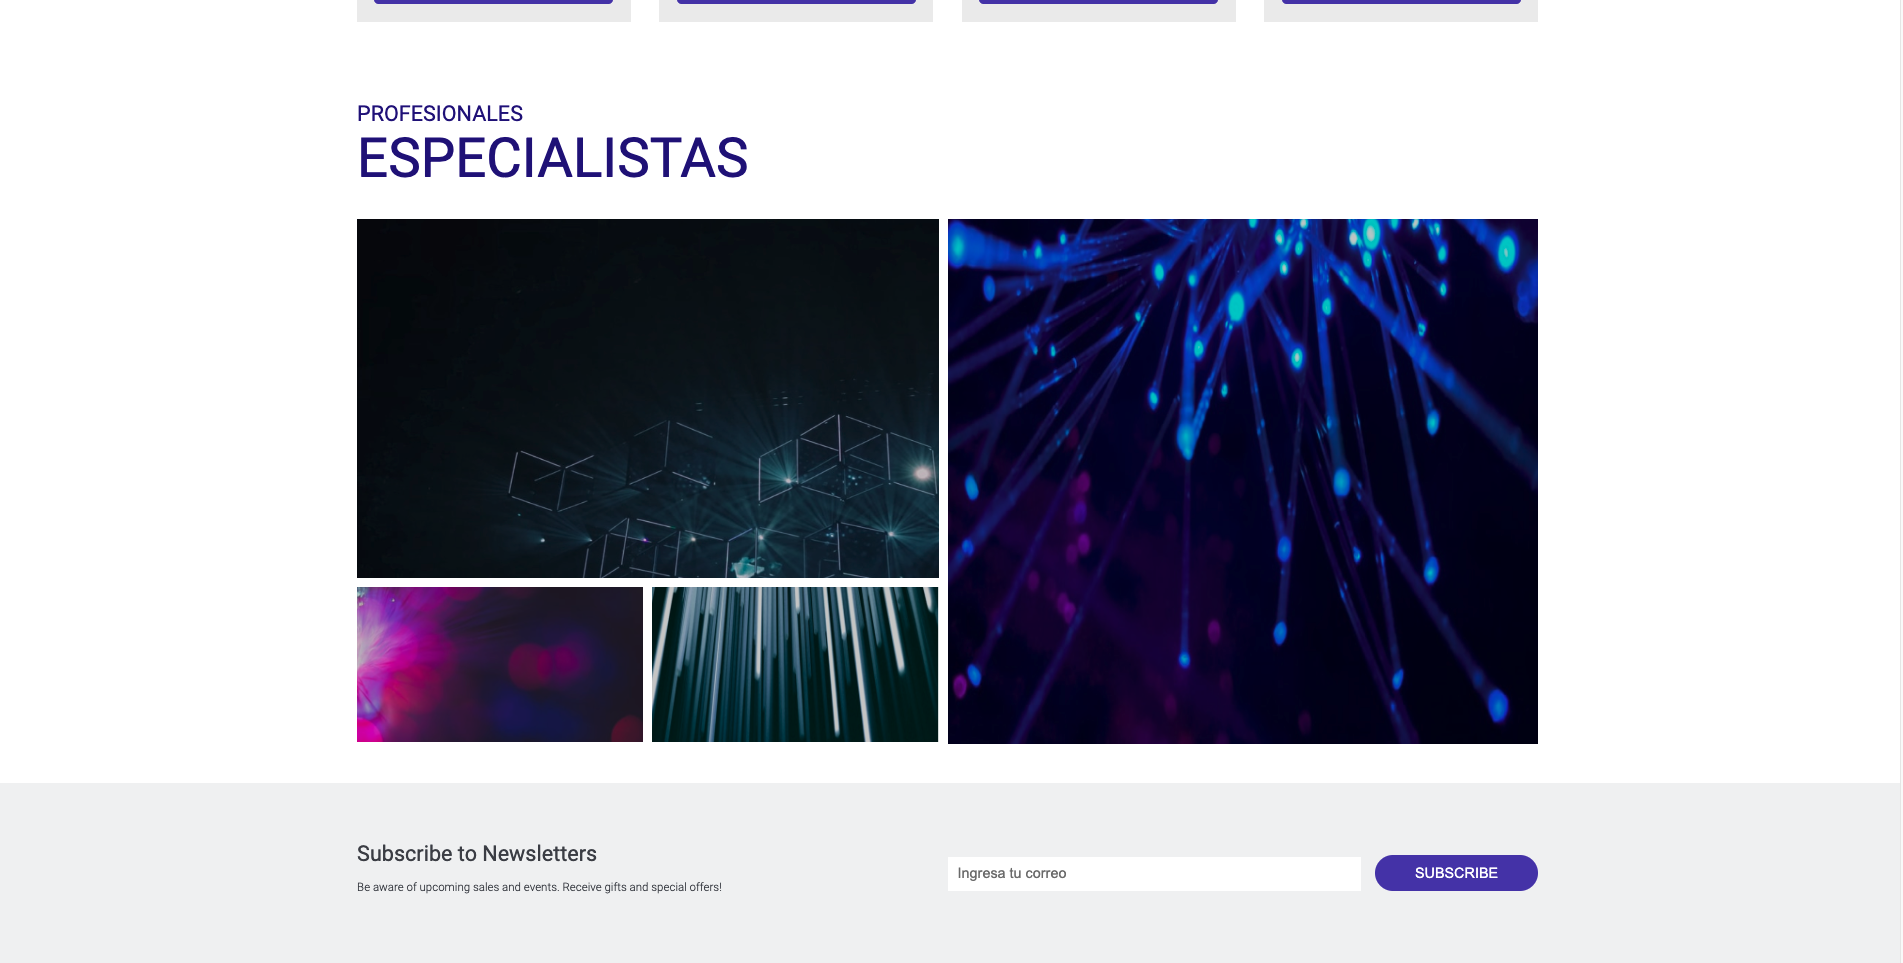 PROFESIONALES
ESPECIALISTAS
Subscribe to Newsletters
Be aware of upcoming sales and events. Receive gifts and special offers!
Ingresa tu correo
SUBSCRIBE